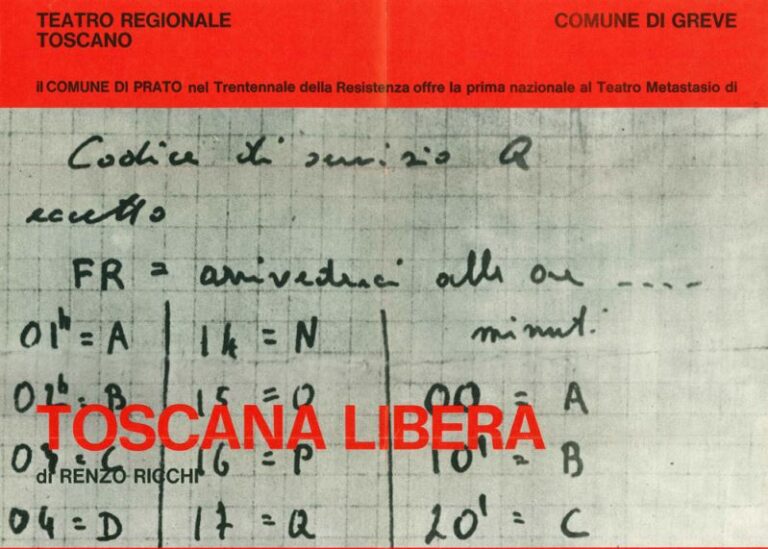 TEATRO REGIONALE
TOSCANO
COMUNE DI GREVE
il COMUNE DI PRATO nel Trentennale della Resistenza offre la prima nazionale al Teatro Metastasio di
Codice di servizio Q
eccetto
FR = arrivederci alle ore ....
minuti
01h = A 14 = N
02h = B 15 = O 00 = A
TOSCANA LIBERA
03 = C 16 = P 10' = B
di RENZO RICCHI
04 = D 17 = Q 20' = C